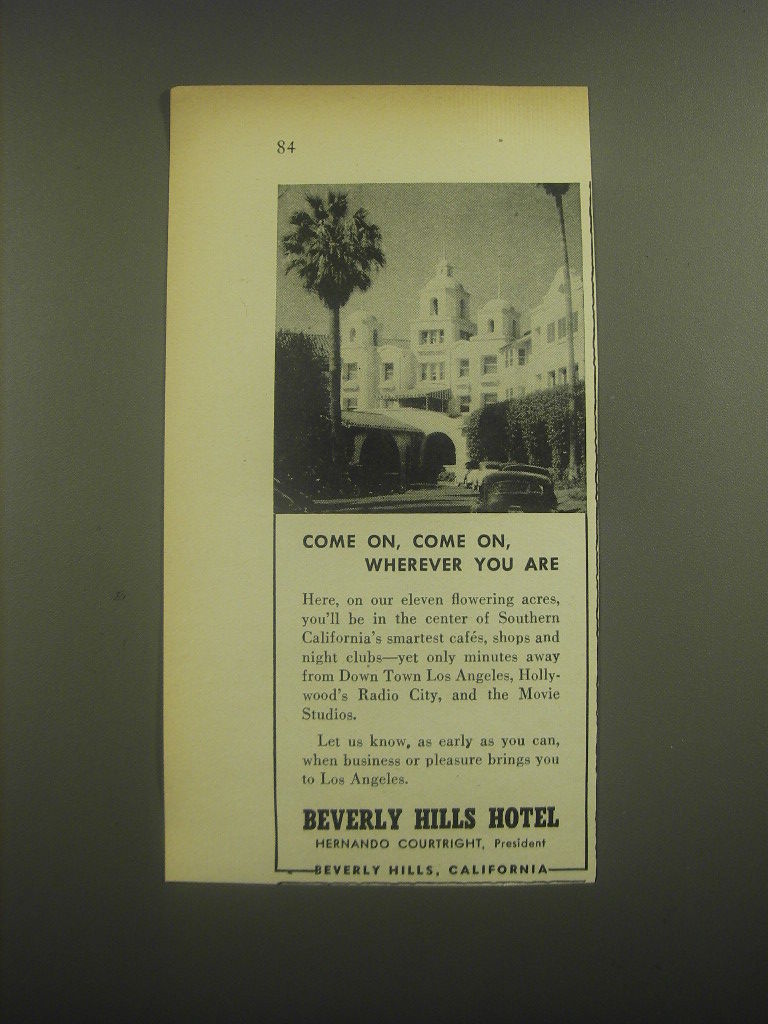 84
COME ON, COME ON,
WHEREVER YOU ARE
Here, on our eleven flowering acres,
you'll be in the center of Southern
California's smartest cafés, shops and
night clubs—yet only minutes away
from Down Town Los Angeles, Holly-
wood's Radio City, and the Movie
Studios.
Let us know, as early as you can,
when business or pleasure brings you
to Los Angeles.
BEVERLY HILLS HOTEL
HERNANDO COURTRIGHT, President
BEVERLY HILLS, CALIFORNIA